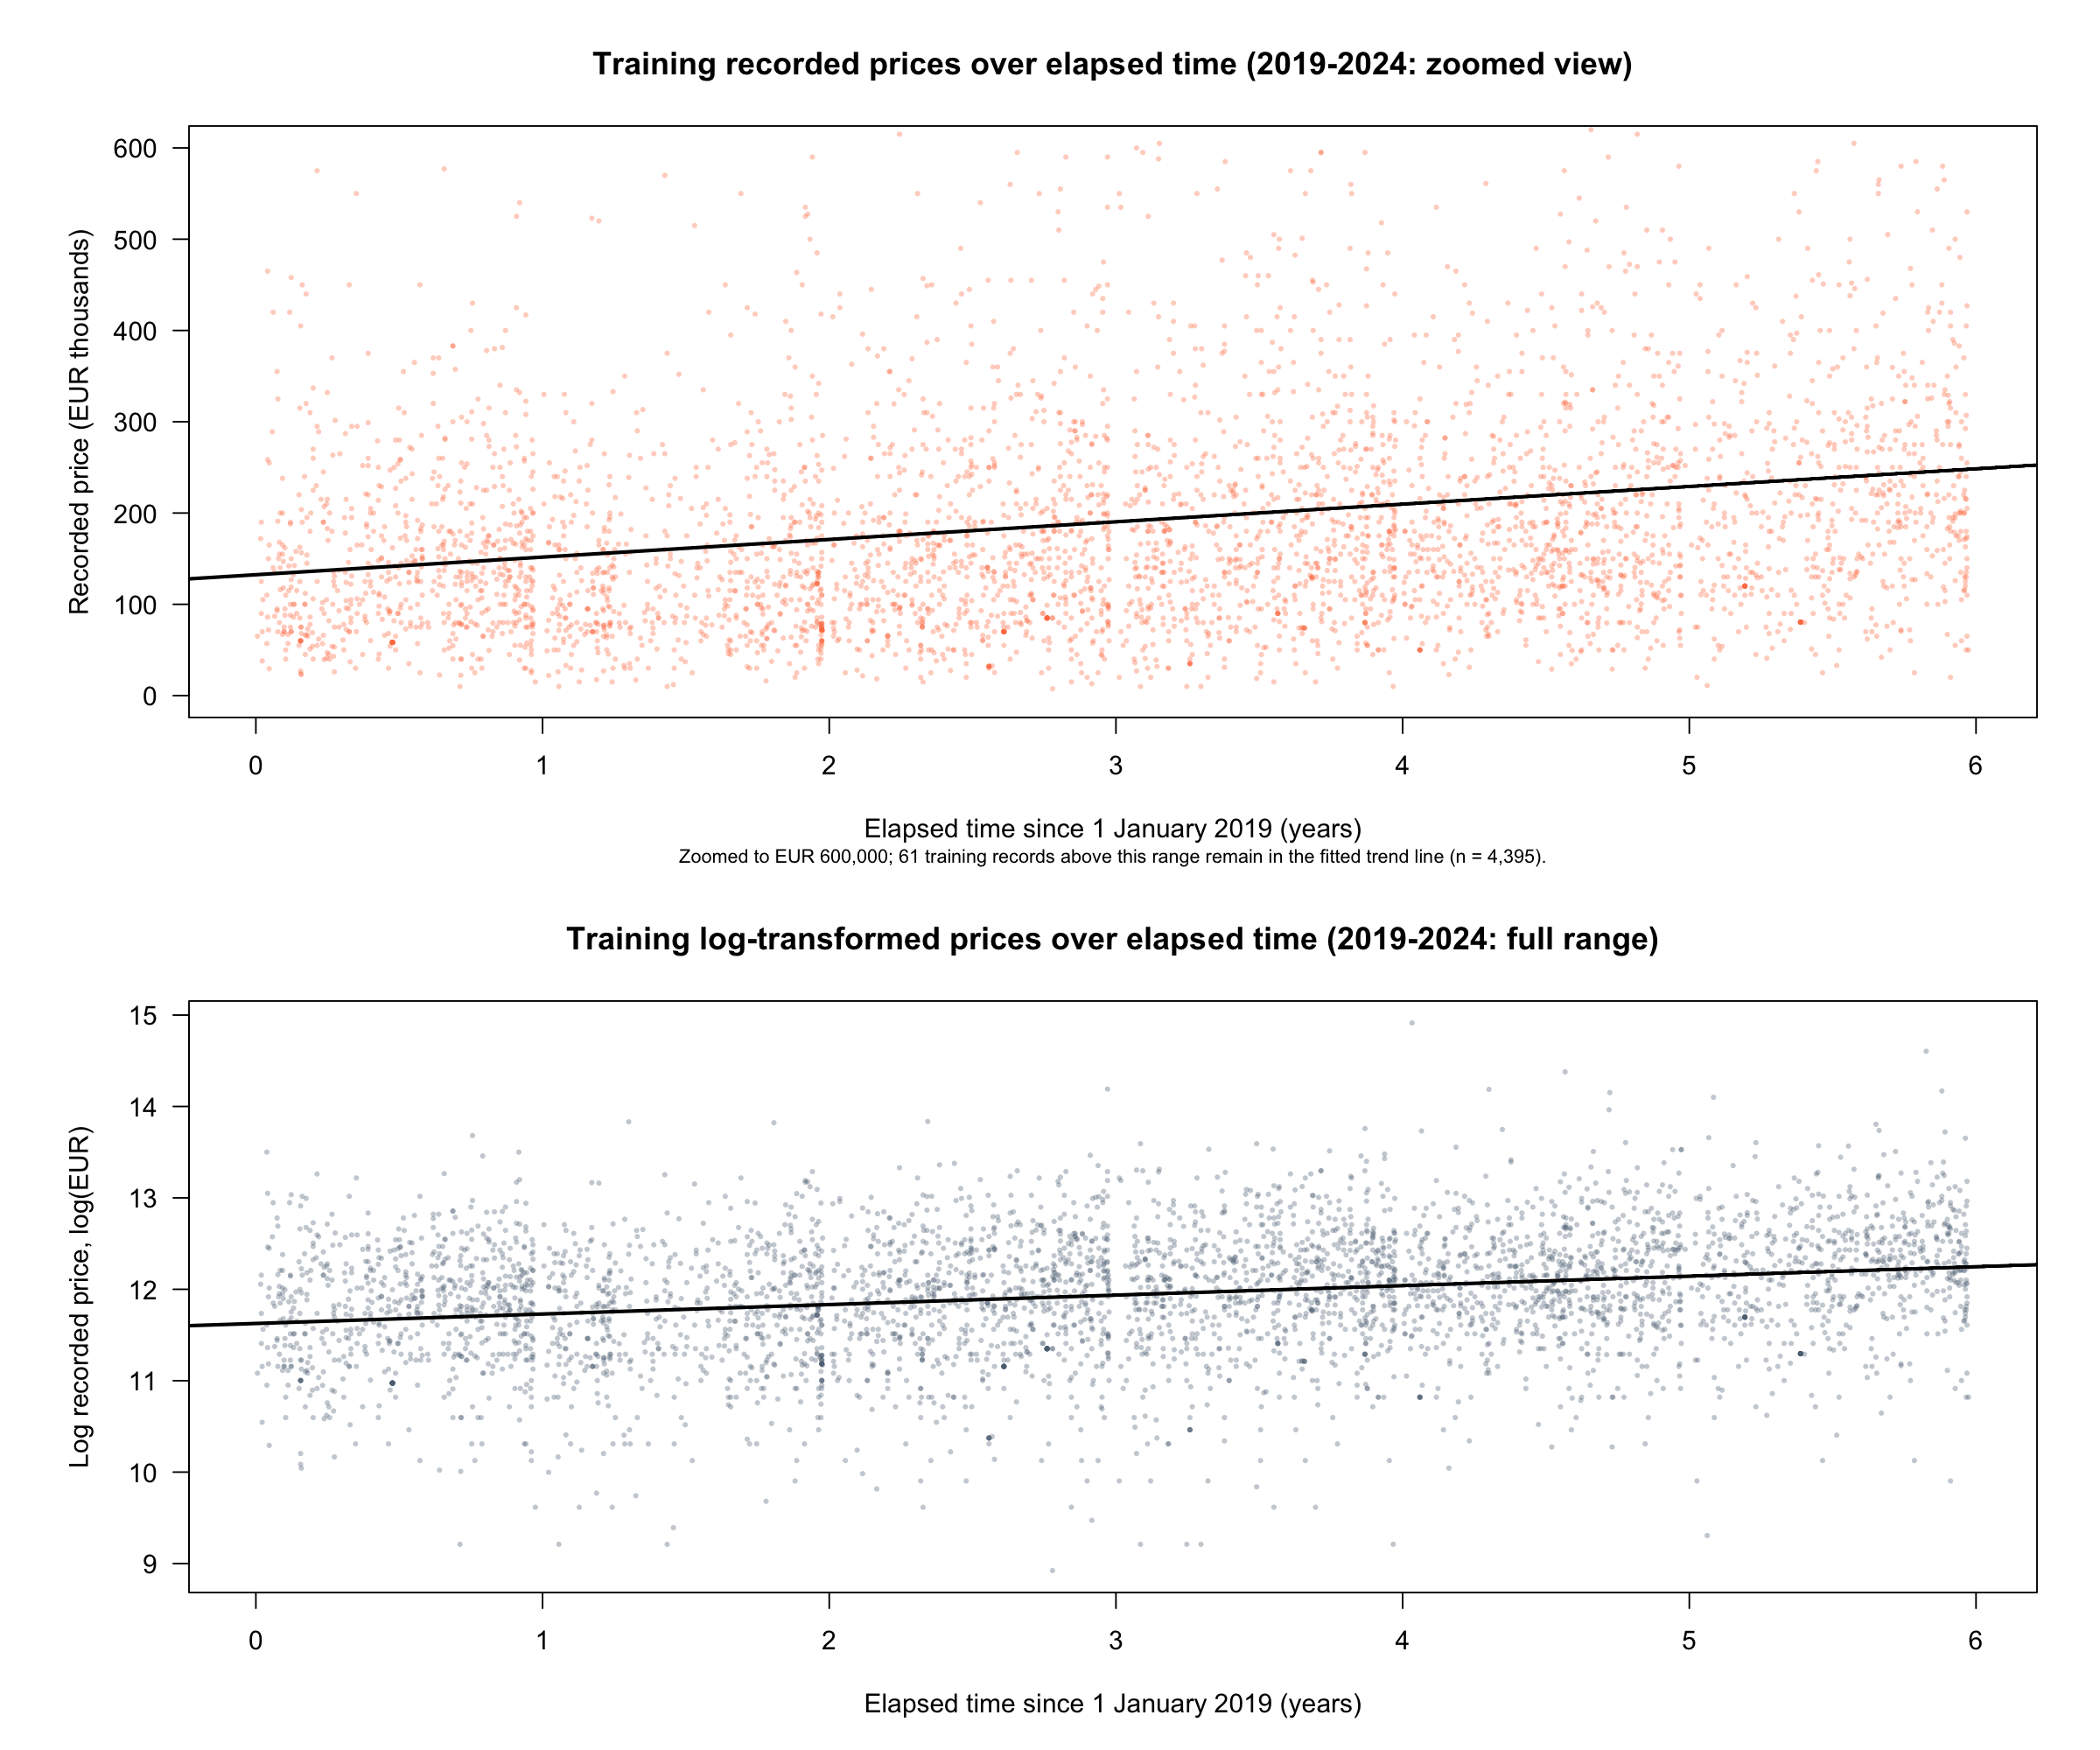 Training recorded prices over elapsed time (2019-2024: zoomed view)
Recorded price (EUR thousands)
600
500
400
300
200
100
0
0 1 2 3 4 5 6
Elapsed time since 1 January 2019 (years)
Zoomed to EUR 600,000; 61 training records above this range remain in the fitted trend line (n = 4,395).
Training log-transformed prices over elapsed time (2019-2024: full range)
Log recorded price, log(EUR)
15
14
13
12
11
10
9
0 1 2 3 4 5 6
Elapsed time since 1 January 2019 (years)